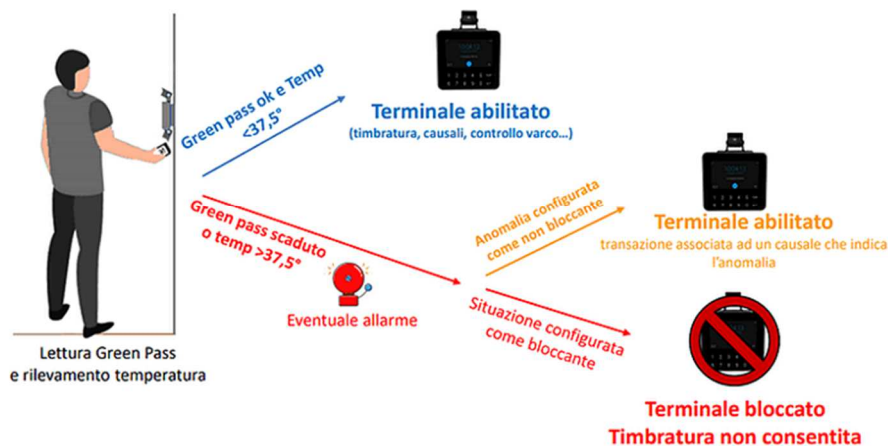 Green pass ok e Temp
<37,5°
Terminale abilitato
(timbratura, causali, controllo varco...)
Green pass scaduto
o temp >37,5°
Anomalia configurata
come non bloccante
Terminale abilitato
transazione associata ad un causale che indica
l'anomalia
Eventuale allarme
Situazione configurata
come bloccante
Lettura Green Pass
e rilevamento temperatura
Terminale bloccato
Timbratura non consentita